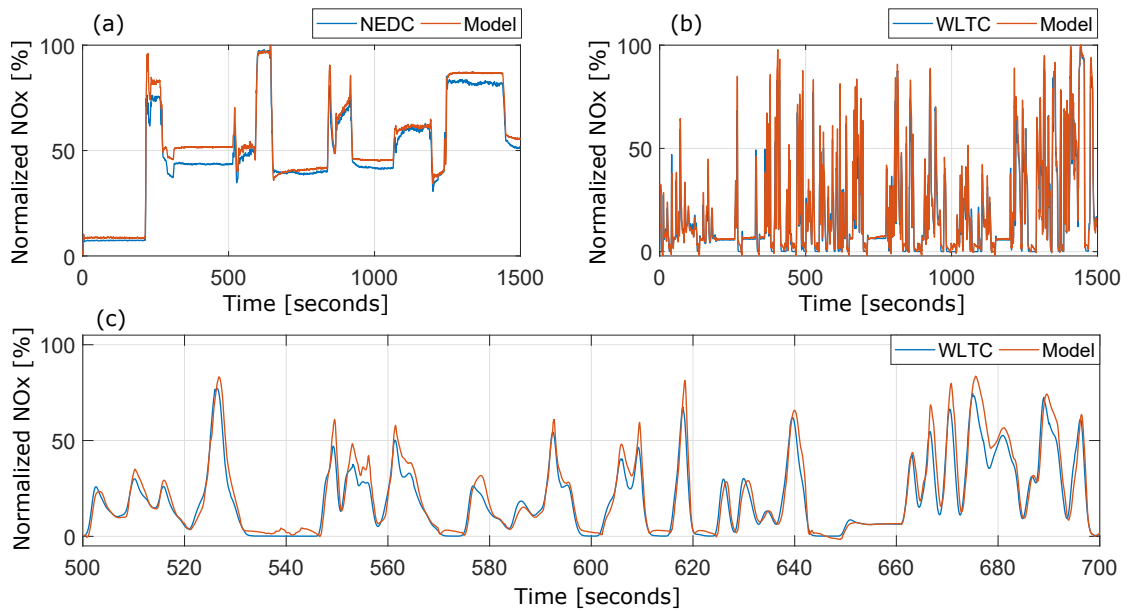 (a)
NEDC Model
Normalized NOx [%]
100
50
0
0 500 1000 1500
Time [seconds]
(b)
WLTC Model
Normalized NOx [%]
100
50
0
0 500 1000 1500
Time [seconds]
(c)
WLTC Model
Normalized NOx [%]
100
50
0
500 520 540 560 580 600 620 640 660 680 700
Time [seconds]